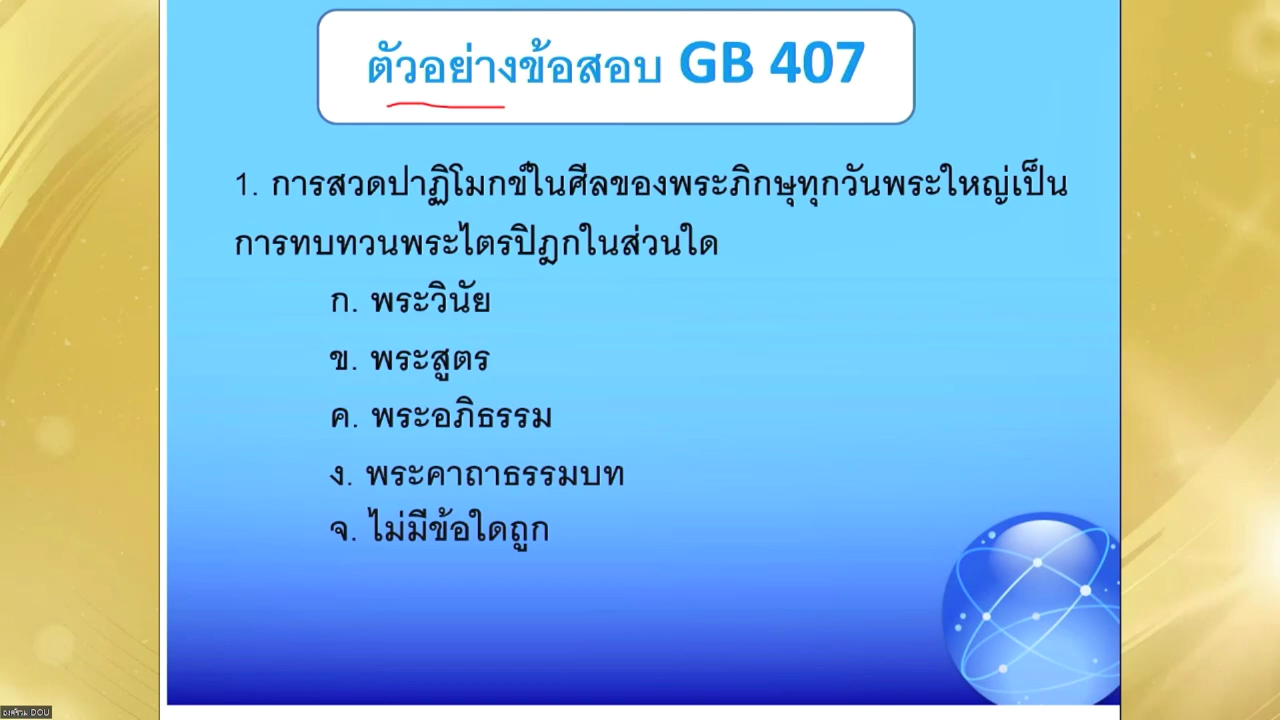 ตัวอย่างข้อสอบ GB 407
1. การสวดปาฏิโมกข์ในศีลของพระภิกษุทุกวันพระใหญ่เป็น
การทบทวนพระไตรปิฎกในส่วนใด
ก. พระวินัย
ข. พระสูตร
ค. พระอภิธรรม
ง. พระคาถาธรรมบท
จ. ไม่มีข้อใดถูก
DOU